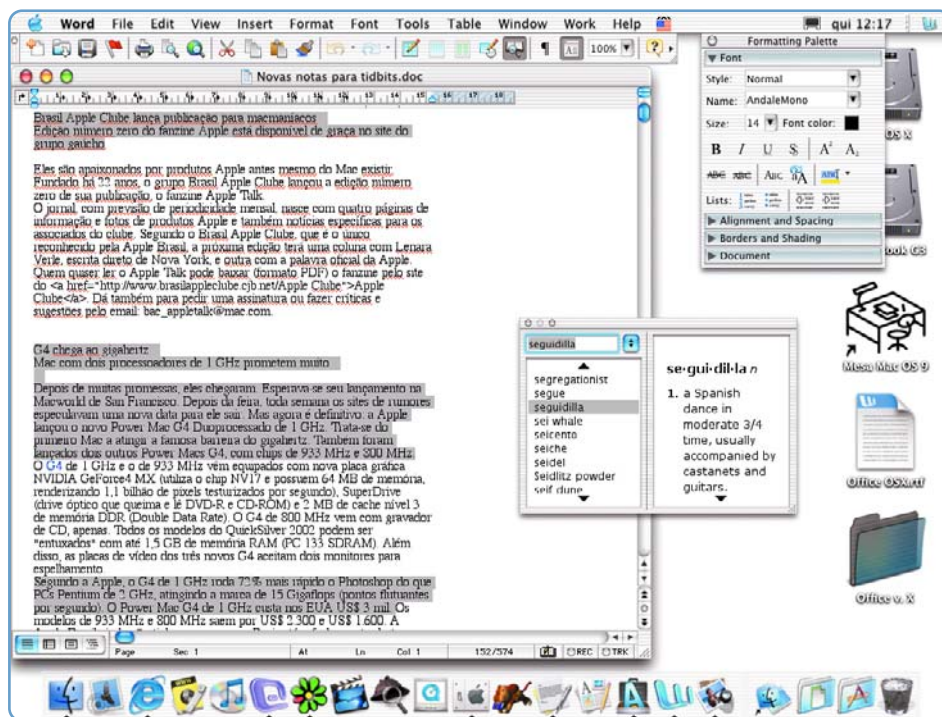 Word File Edit View Insert Format Font Tools Table Window Work Help
qui 12:17
100%
Novas notas para tidbits.doc
Brasil Apple Clube lança publicação para macmaníacos
Edição número zero do fanzine Apple está disponível de graça no site do
grupo gaúcho
Eles são apaixonados por produtos Apple antes mesmo do Mac existir.
Fundado há 22 anos, o grupo Brasil Apple Clube lançou a edição número
zero de sua publicação, o fanzine Apple Talk.
O jornal, com previsão de periodicidade mensal, nasce com quatro páginas de
informação e fotos de produtos Apple e também notícias específicas para os
associados do clube. Segundo o Brasil Apple Clube, que é o único
reconhecido pela Apple Brasil, a próxima edição terá uma coluna com Lenara
Verle, escrita direto de Nova York, e outra com a palavra oficial da Apple.
Quem quiser ler o Apple Talk pode baixar (formato PDF) o fanzine pelo site
do <a href="http://www.brasilappleclube.cjb.net/Apple Clube">Apple
Clube</a>. Dá também para pedir uma assinatura ou fazer críticas e
sugestões pelo email: bac_appletalk@mac.com.
G4 chega ao gigahertz
Mac com dois processadores de 1 GHz prometem muito
Depois de muitas promessas, eles chegaram. Esperava-se seu lançamento na
Macworld de San Francisco. Depois da feira, toda semana os sites de rumores
especulavam uma nova data para ele sair. Mas agora é definitivo: a Apple
lançou o novo Power Mac G4 Duoprocessado de 1 GHz. Trata-se do
primeiro Mac a atingir a famosa barreira do gigahertz. Também foram
lançados dois outros Power Macs G4, com chips de 933 MHz e 800 MHz.
O G4 de 1 GHz e o de 933 MHz vêm equipados com nova placa gráfica
NVIDIA GeForce4 MX (utiliza o chip NV17 e possuem 64 MB de memória,
renderizando 1,1 bilhão de pixels testurizados por segundo), SuperDrive
(drive óptico que queima e lê DVD-R e CD-ROM) e 2 MB de cache nível 3
de memória DDR (Double Data Rate). O G4 de 800 MHz vem com gravador
de CD, apenas. Todos os modelos do QuickSilver 2002 podem ser
"entuxados" com até 1,5 GB de memória RAM (PC 133 SDRAM). Além
disso, as placas de vídeo dos três novos G4 aceitam dois monitores para
espelhamento.
Segundo a Apple, o G4 de 1 GHz roda 72% mais rápido o Photoshop do que
PCs Pentium de 2 GHz, atingindo a marca de 15 Gigaflops (pontos flutuantes
por segundo). O Power Mac G4 de 1 GHz custa nos EUA US$ 3 mil. Os
modelos de 933 MHz e 800 MHz saem por US$ 2.300 e US$ 1.600. A
Page Sec 1 At Ln Col 1 152/574 REC TRK
Formatting Palette
Font
Style: Normal
Name: AndaleMono
Size: 14 Font color:
B I U S A² A₂
ABC ABC Abc
Lists:
Alignment and Spacing
Borders and Shading
Document
seguidilla
segregationist
segue
seguidilla
sei whale
seicento
seiche
seidel
Seidlitz powder
seif dune
se·gui·dil·la n
1. a Spanish
dance in
moderate 3/4
time, usually
accompanied by
castanets and
guitars.
OS X
ook G3
Mesa Mac OS 9
Office OSX.rtf
Office v. X